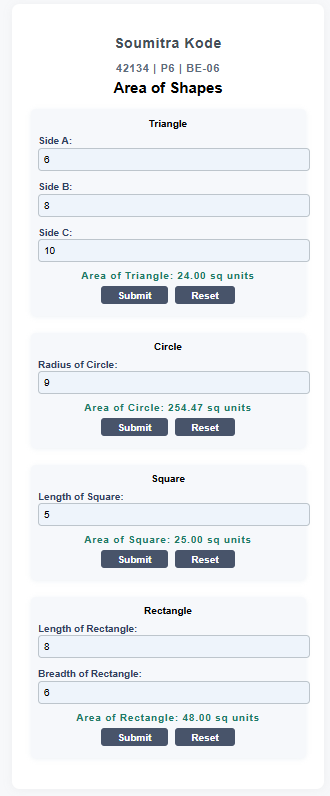 Soumitra Kode
42134 | P6 | BE-06
Area of Shapes
Triangle
Side A:
6
Side B:
8
Side C:
10
Area of Triangle: 24.00 sq units
Submit Reset
Circle
Radius of Circle:
9
Area of Circle: 254.47 sq units
Submit Reset
Square
Length of Square:
5
Area of Square: 25.00 sq units
Submit Reset
Rectangle
Length of Rectangle:
8
Breadth of Rectangle:
6
Area of Rectangle: 48.00 sq units
Submit Reset